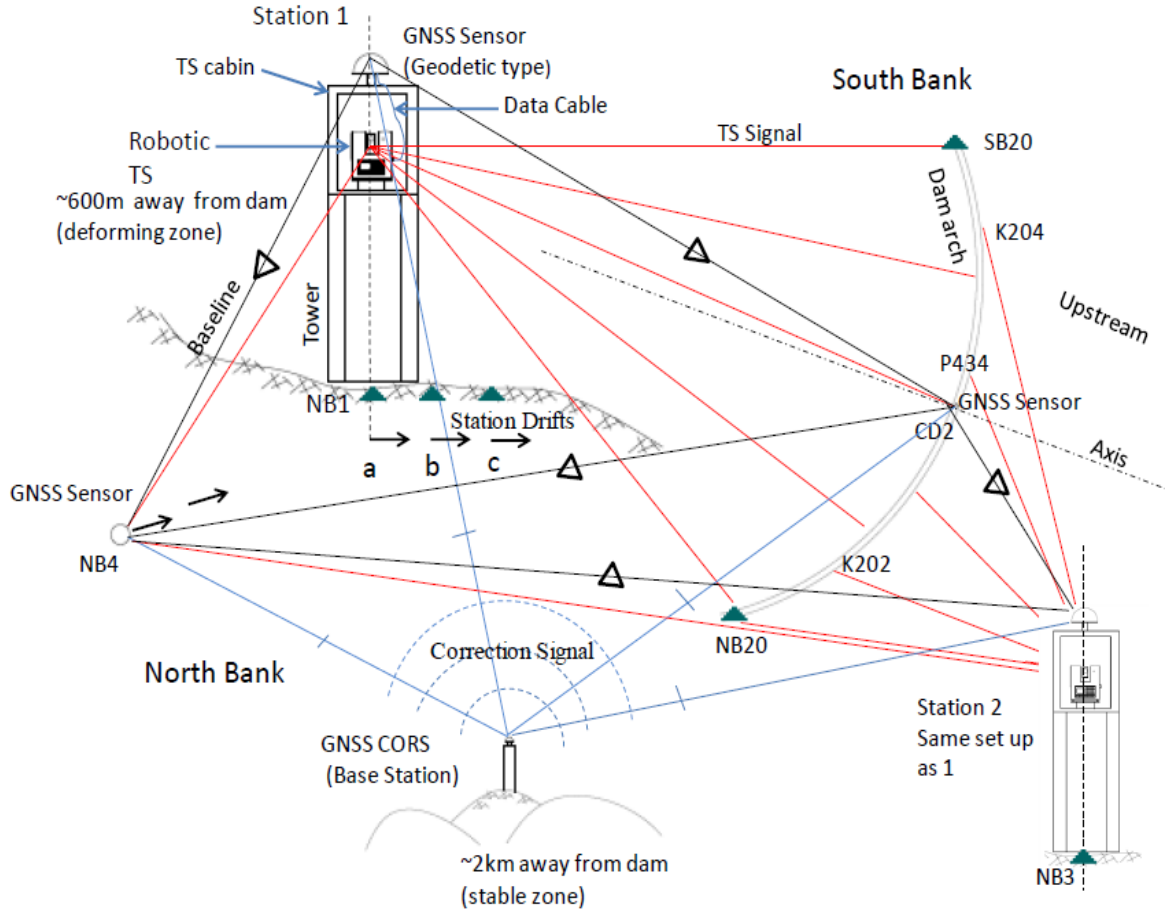 Station 1
GNSS Sensor
(Geodetic type)
TS cabin
Data Cable
South Bank
Robotic
TS
TS Signal
SB20
~600m away from dam
(deforming zone)
Dam arch
K204
Upstream
Baseline
Tower
P434
NB1
GNSS Sensor
Station Drifts
CD2
Axis
a
b
c
GNSS Sensor
NB4
K202
NB20
Correction Signal
North Bank
Station 2
Same set up
as 1
GNSS CORS
(Base Station)
~2km away from dam
(stable zone)
NB3